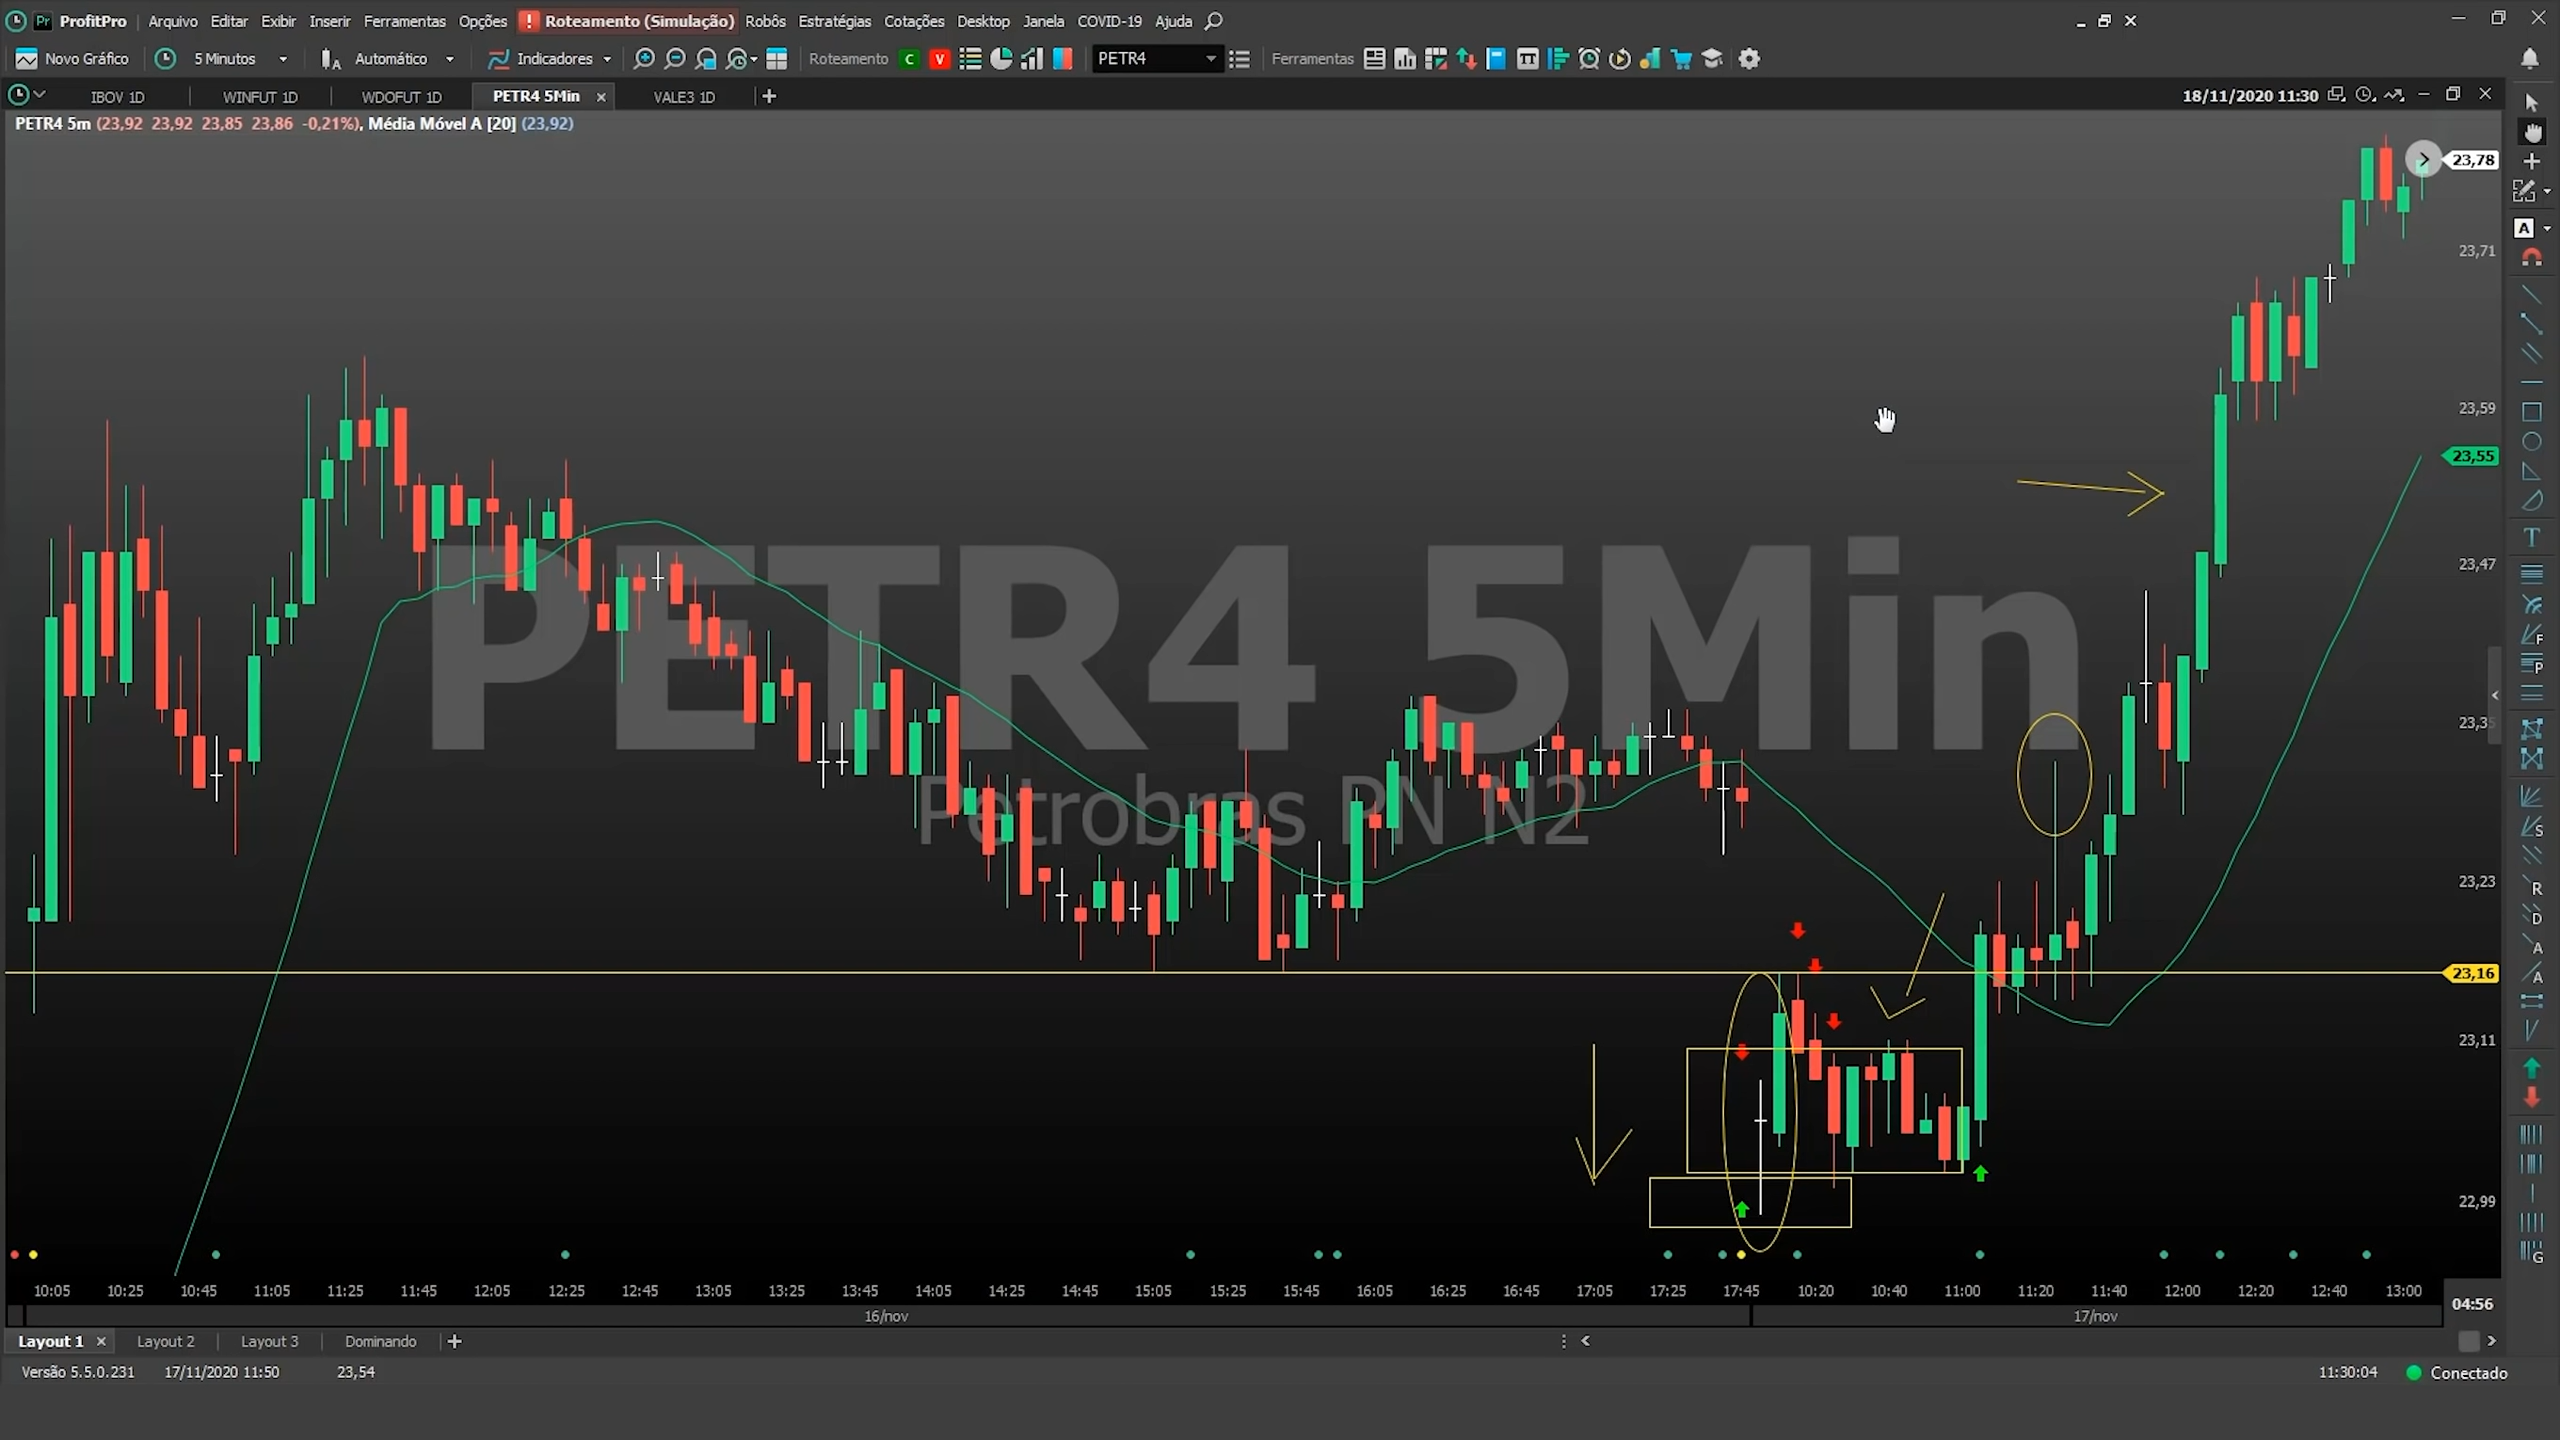 ProfitPro Arquivo Editar Exibir Inserir Ferramentas Opções ! Roteamento (Simulação) Robôs Estratégias Cotações Desktop Janela COVID-19 Ajuda
Novo Gráfico 5 Minutos Automático Indicadores Roteamento C V PETR4 Ferramentas
IBOV 1D WINFUT 1D WDOFUT 1D PETR4 5Min VALE3 1D 18/11/2020 11:30
PETR4 5m (23,92 23,92 23,85 23,86 -0,21%), Média Móvel A [20] (23,92)
23,78
23,71
23,59
23,55
23,47
23,35
23,23
23,16
23,11
22,99
PETR4 5Min
Petrobras PN N2
10:05 10:25 10:45 11:05 11:25 11:45 12:05 12:25 12:45 13:05 13:25 13:45 14:05 14:25 14:45 15:05 15:25 15:45 16:05 16:25 16:45 17:05 17:25 17:45 10:20 10:40 11:00 11:20 11:40 12:00 12:20 12:40 13:00
04:56
16/nov 17/nov
Layout 1 Layout 2 Layout 3 Dominando
Versão 5.5.0.231 17/11/2020 11:50 23,54 11:30:04 Conectado